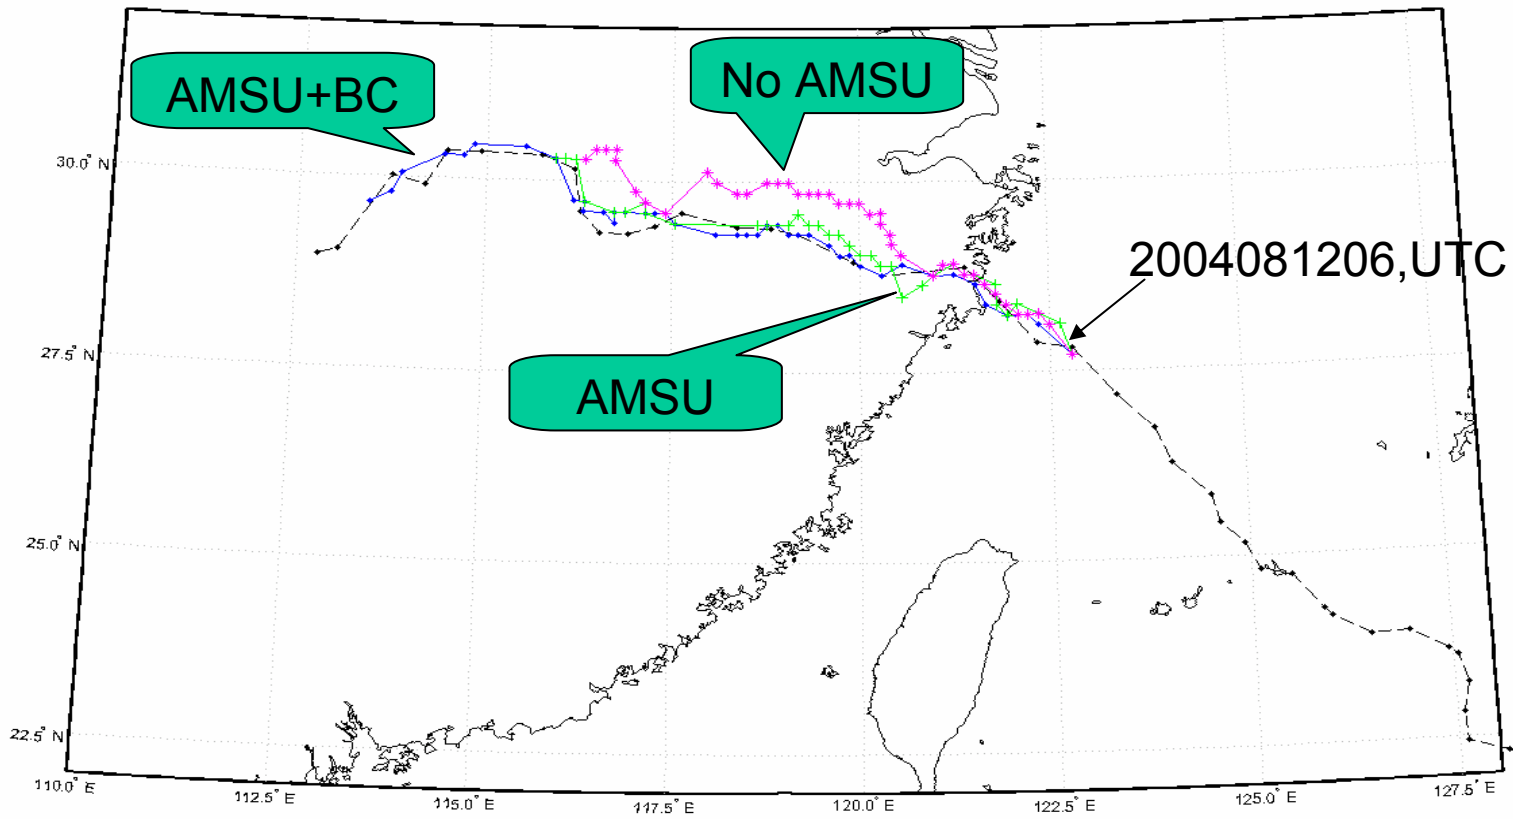 No AMSU
AMSU+BC
30.0° N
2004081206,UTC
27.5° N
AMSU
25.0° N
22.5° N
110.0° E
112.5° E
115.0° E
117.5° E
120.0° E
122.5° E
125.0° E
127.5° E